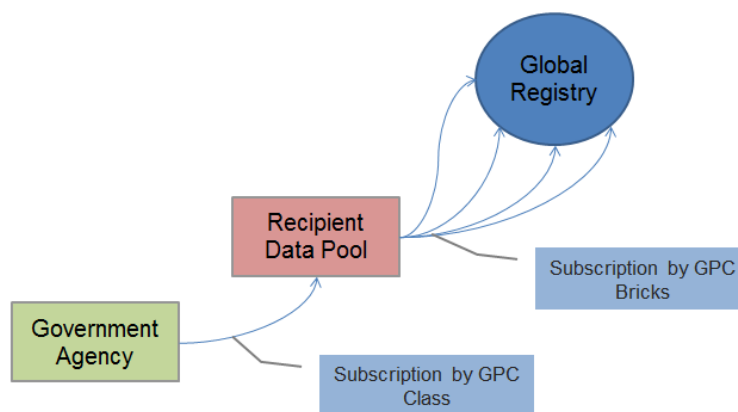 Global
Registry
Recipient
Data Pool
Subscription by GPC
Bricks
Government
Agency
Subscription by GPC
Class